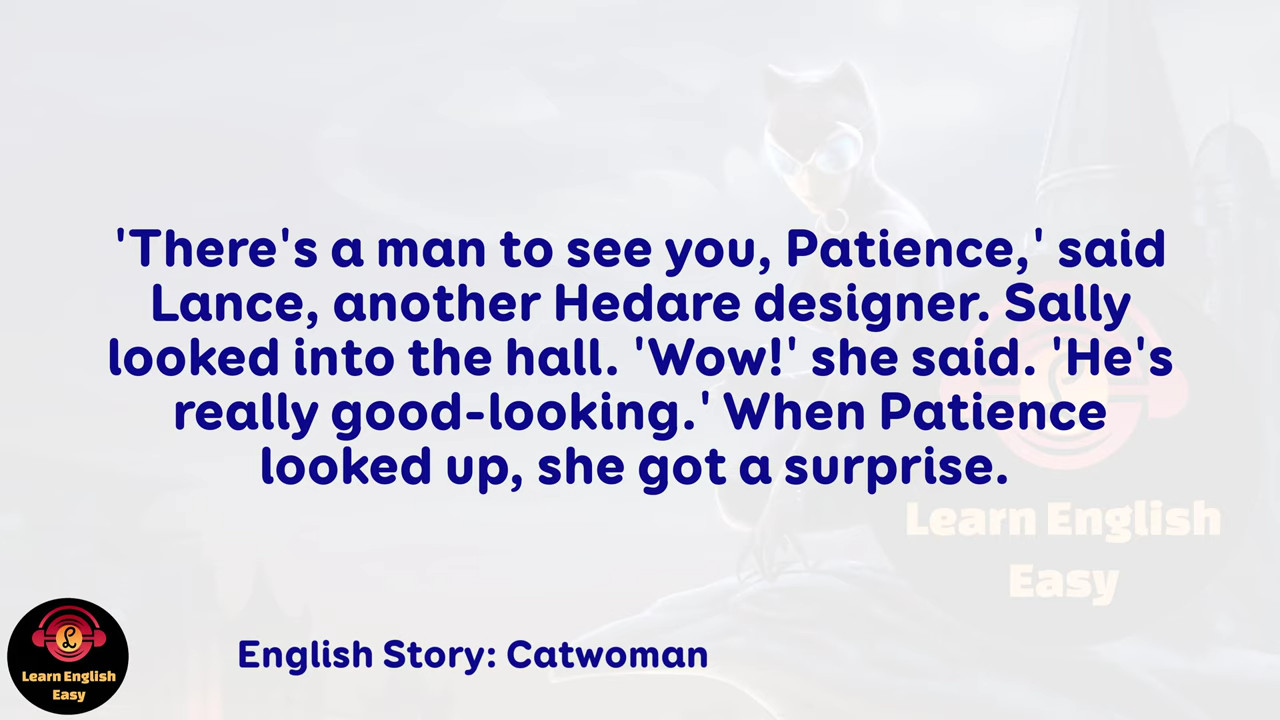 'There's a man to see you, Patience,' said
Lance, another Hedare designer. Sally
looked into the hall. 'Wow!' she said. 'He's
really good-looking.' When Patience
looked up, she got a surprise.
Learn English
Easy
English Story: Catwoman
Learn English
Easy